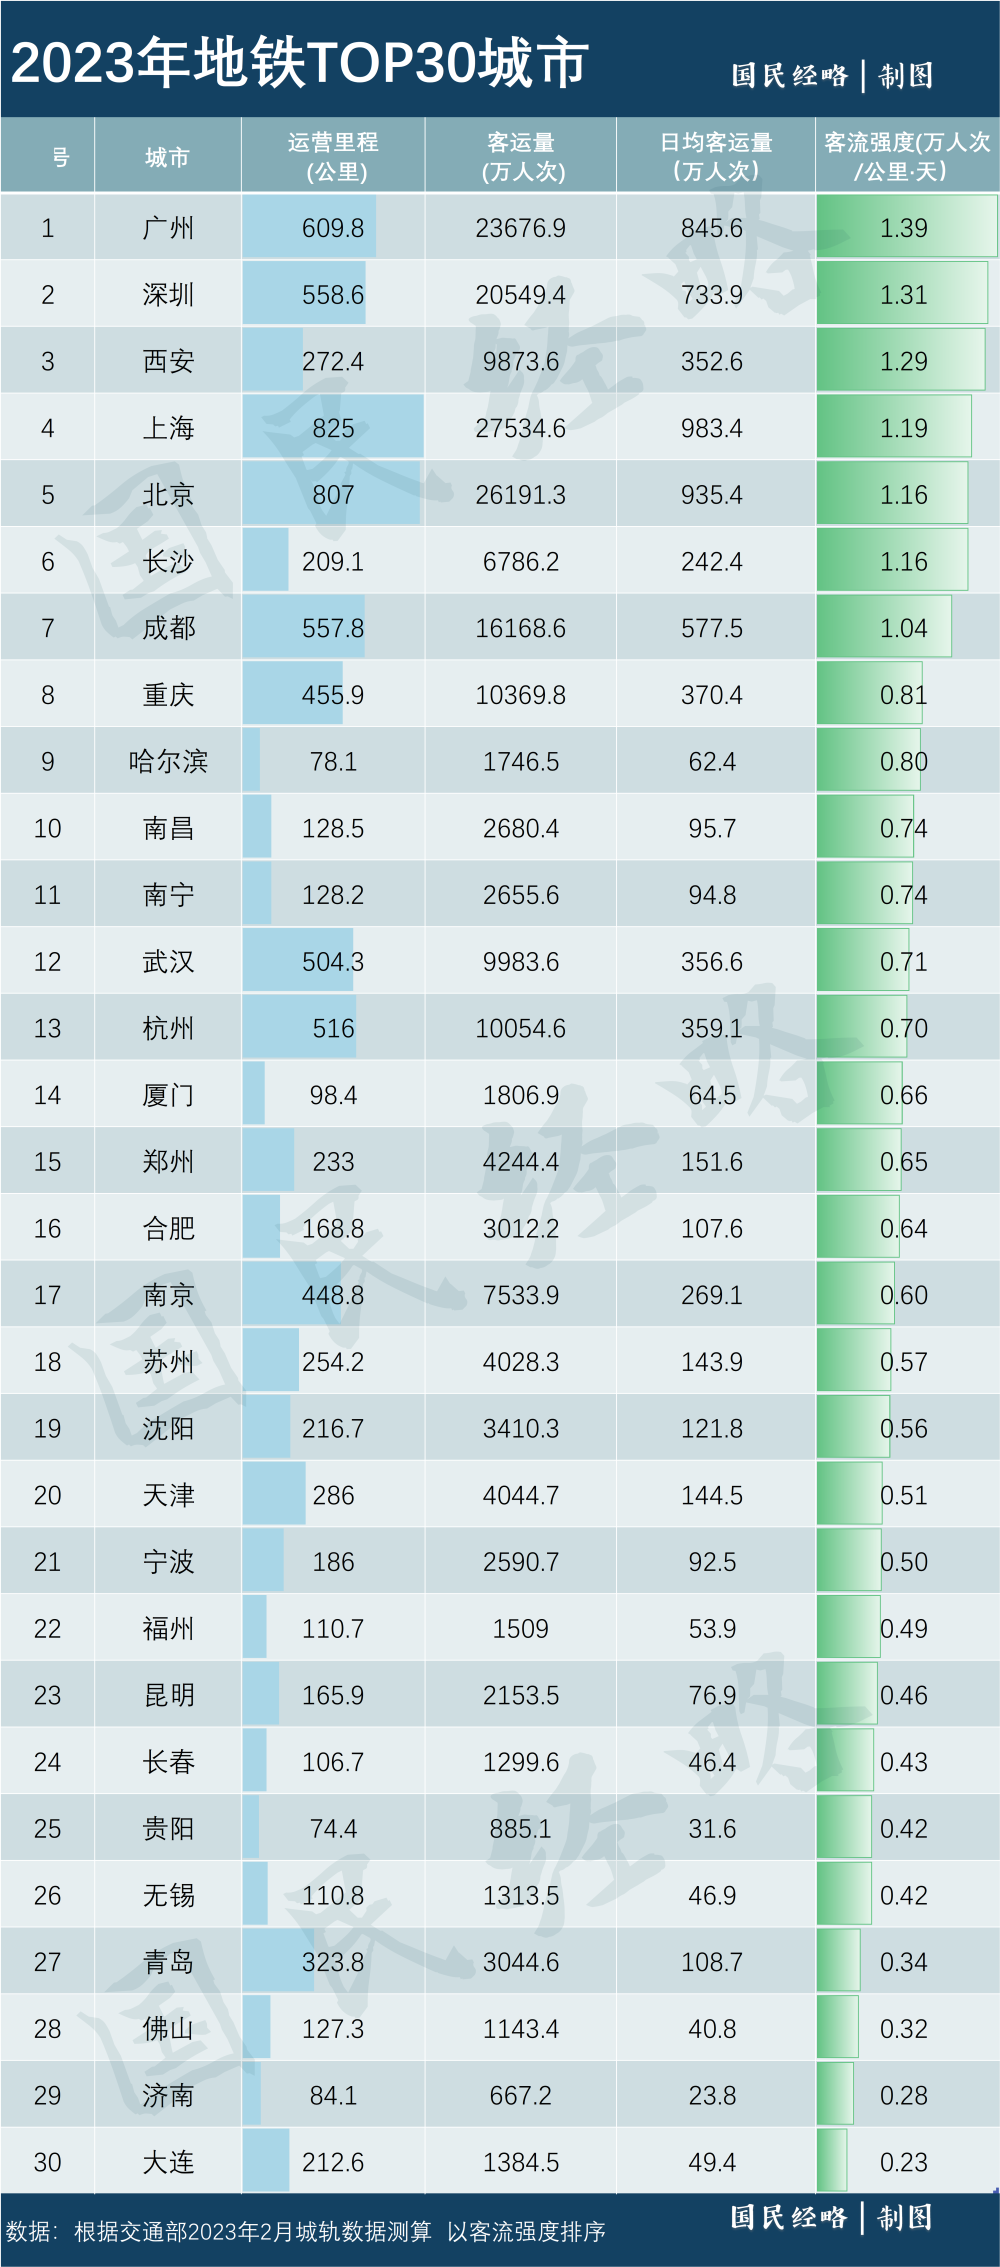 2023年地铁TOP30城市 国民经略 | 制图
号 城市 运营里程 客运量 日均客运量 客流强度(万人次
(公里) (万人次) (万人次) /公里·天)
1 广州 609.8 23676.9 845.6 1.39
2 深圳 558.6 20549.4 733.9 1.31
3 西安 272.4 9873.6 352.6 1.29
4 上海 825 27534.6 983.4 1.19
5 北京 807 26191.3 935.4 1.16
6 长沙 209.1 6786.2 242.4 1.16
7 成都 557.8 16168.6 577.5 1.04
8 重庆 455.9 10369.8 370.4 0.81
9 哈尔滨 78.1 1746.5 62.4 0.80
10 南昌 128.5 2680.4 95.7 0.74
11 南宁 128.2 2655.6 94.8 0.74
12 武汉 504.3 9983.6 356.6 0.71
13 杭州 516 10054.6 359.1 0.70
14 厦门 98.4 1806.9 64.5 0.66
15 郑州 233 4244.4 151.6 0.65
16 合肥 168.8 3012.2 107.6 0.64
17 南京 448.8 7533.9 269.1 0.60
18 苏州 254.2 4028.3 143.9 0.57
19 沈阳 216.7 3410.3 121.8 0.56
20 天津 286 4044.7 144.5 0.51
21 宁波 186 2590.7 92.5 0.50
22 福州 110.7 1509 53.9 0.49
23 昆明 165.9 2153.5 76.9 0.46
24 长春 106.7 1299.6 46.4 0.43
25 贵阳 74.4 885.1 31.6 0.42
26 无锡 110.8 1313.5 46.9 0.42
27 青岛 323.8 3044.6 108.7 0.34
28 佛山 127.3 1143.4 40.8 0.32
29 济南 84.1 667.2 23.8 0.28
30 大连 212.6 1384.5 49.4 0.23
数据：根据交通部2023年2月城轨数据测算 以客流强度排序 国民经略 | 制图
国民经略
国民经略
国民经略